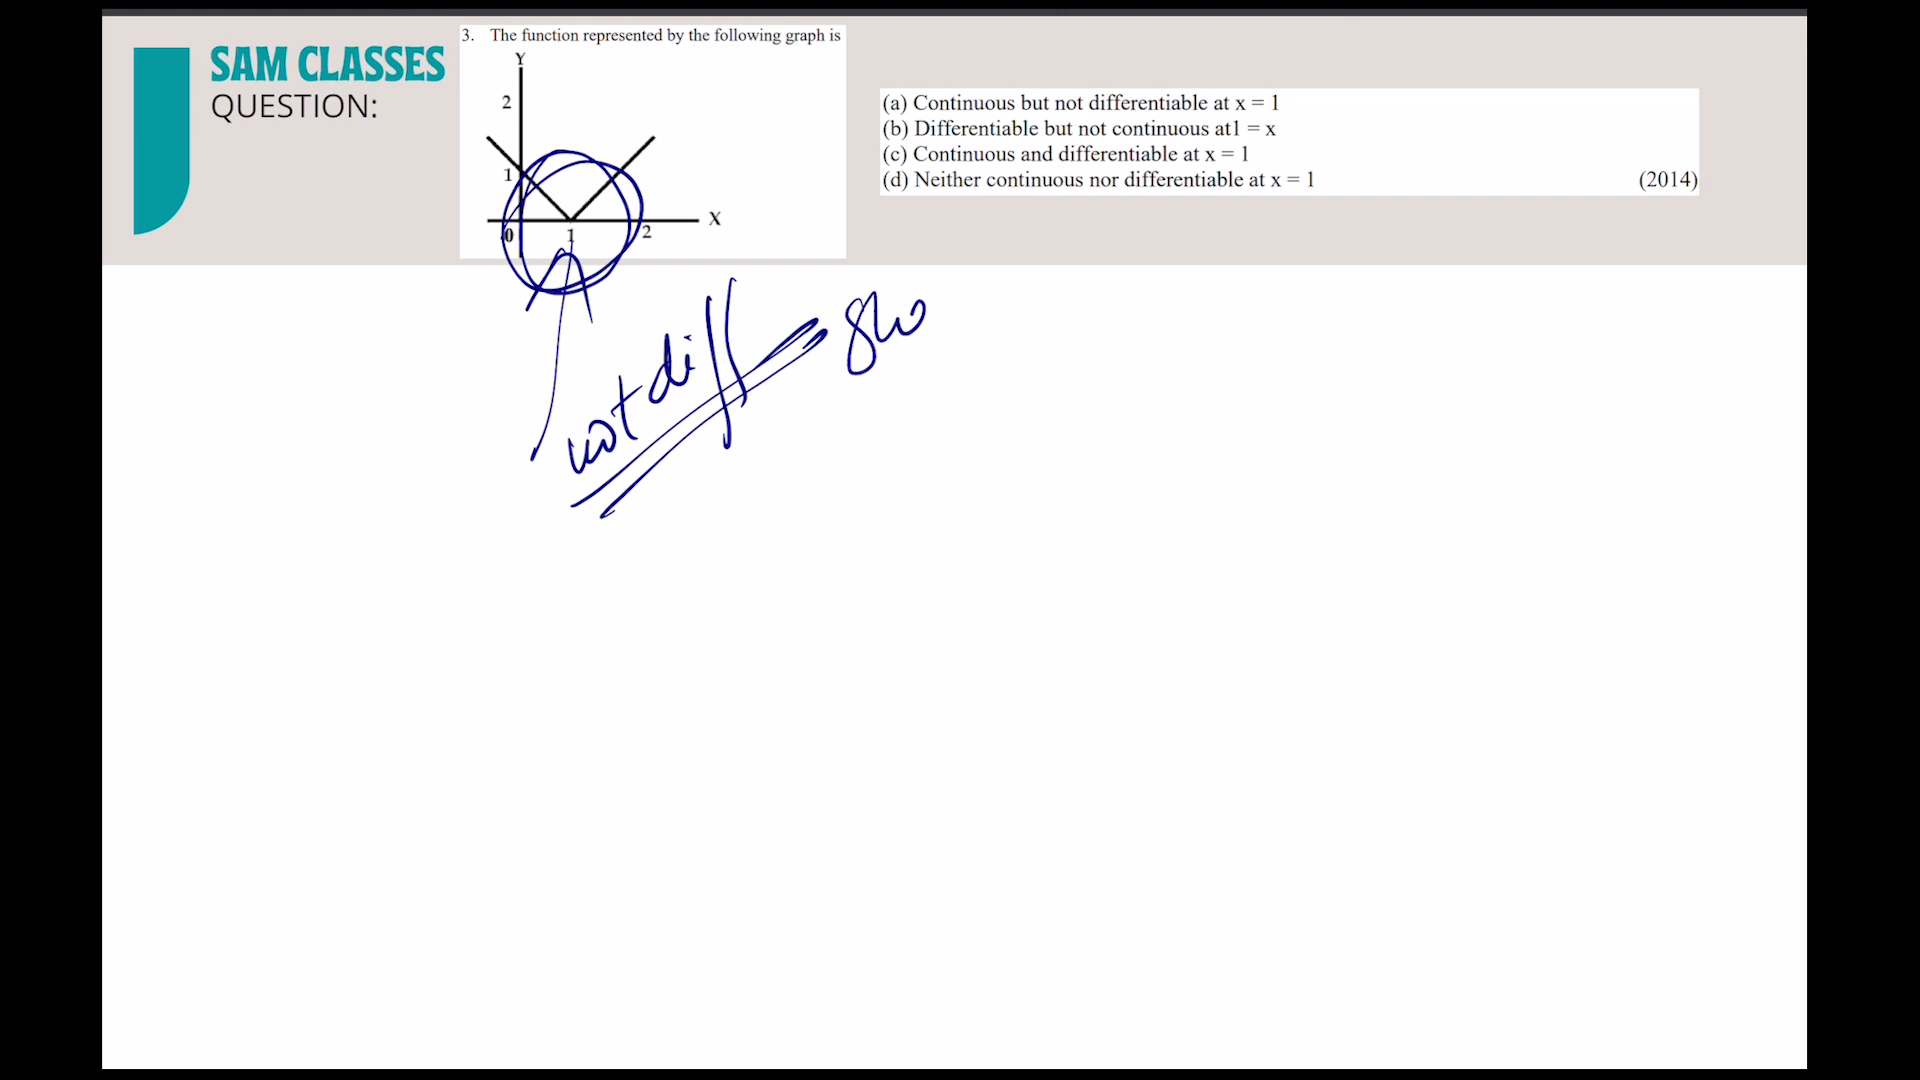 SAM CLASSES
QUESTION:
3. The function represented by the following graph is
Y
2
1
0
1
2
X
(a) Continuous but not differentiable at x = 1
(b) Differentiable but not continuous at1 = x
(c) Continuous and differentiable at x = 1
(d) Neither continuous nor differentiable at x = 1 (2014)
not diff